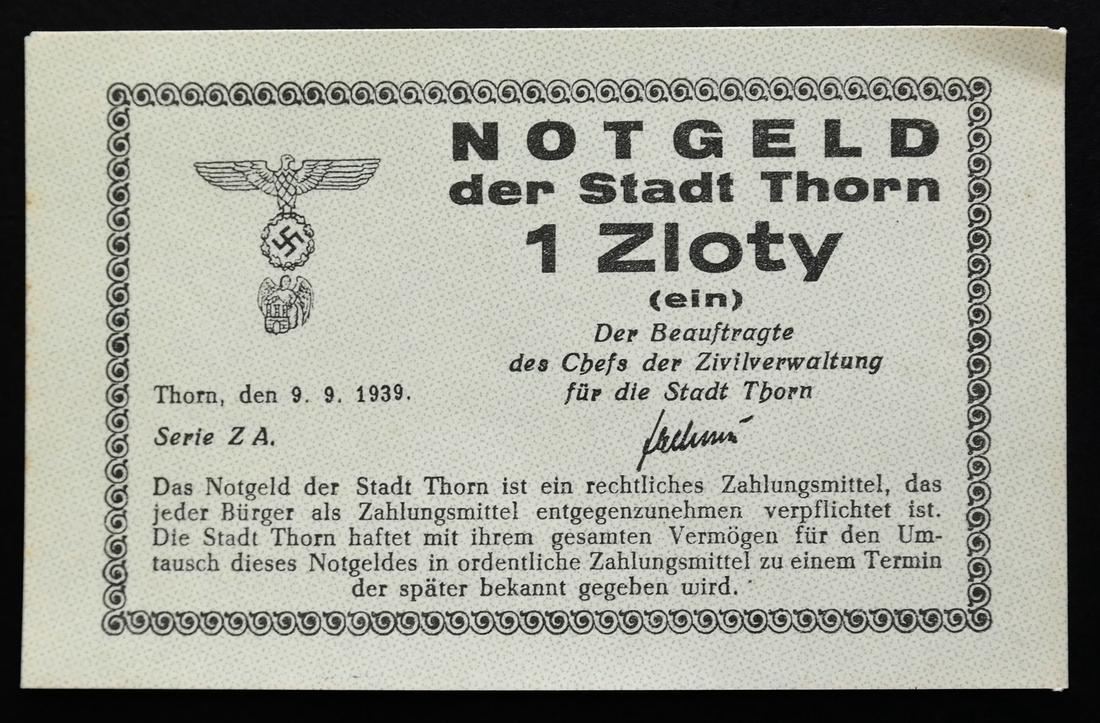 NOTGELD
der Stadt Thorn
1 Zloty
(ein)
Der Beauftragte
des Chefs der Zivilverwaltung
für die Stadt Thorn
Thorn, den 9. 9. 1939.
Serie Z A.
Das Notgeld der Stadt Thorn ist ein rechtliches Zahlungsmittel, das
jeder Bürger als Zahlungsmittel entgegenzunehmen verpflichtet ist.
Die Stadt Thorn haftet mit ihrem gesamten Vermögen für den Um-
tausch dieses Notgeldes in ordentliche Zahlungsmittel zu einem Termin
der später bekannt gegeben wird.